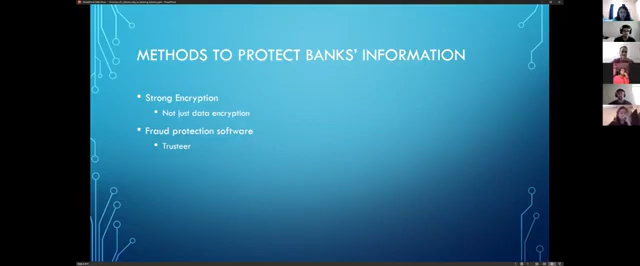 METHODS TO PROTECT BANKS' INFORMATION
Strong Encryption
Not just data encryption
Fraud protection software
Trusteer